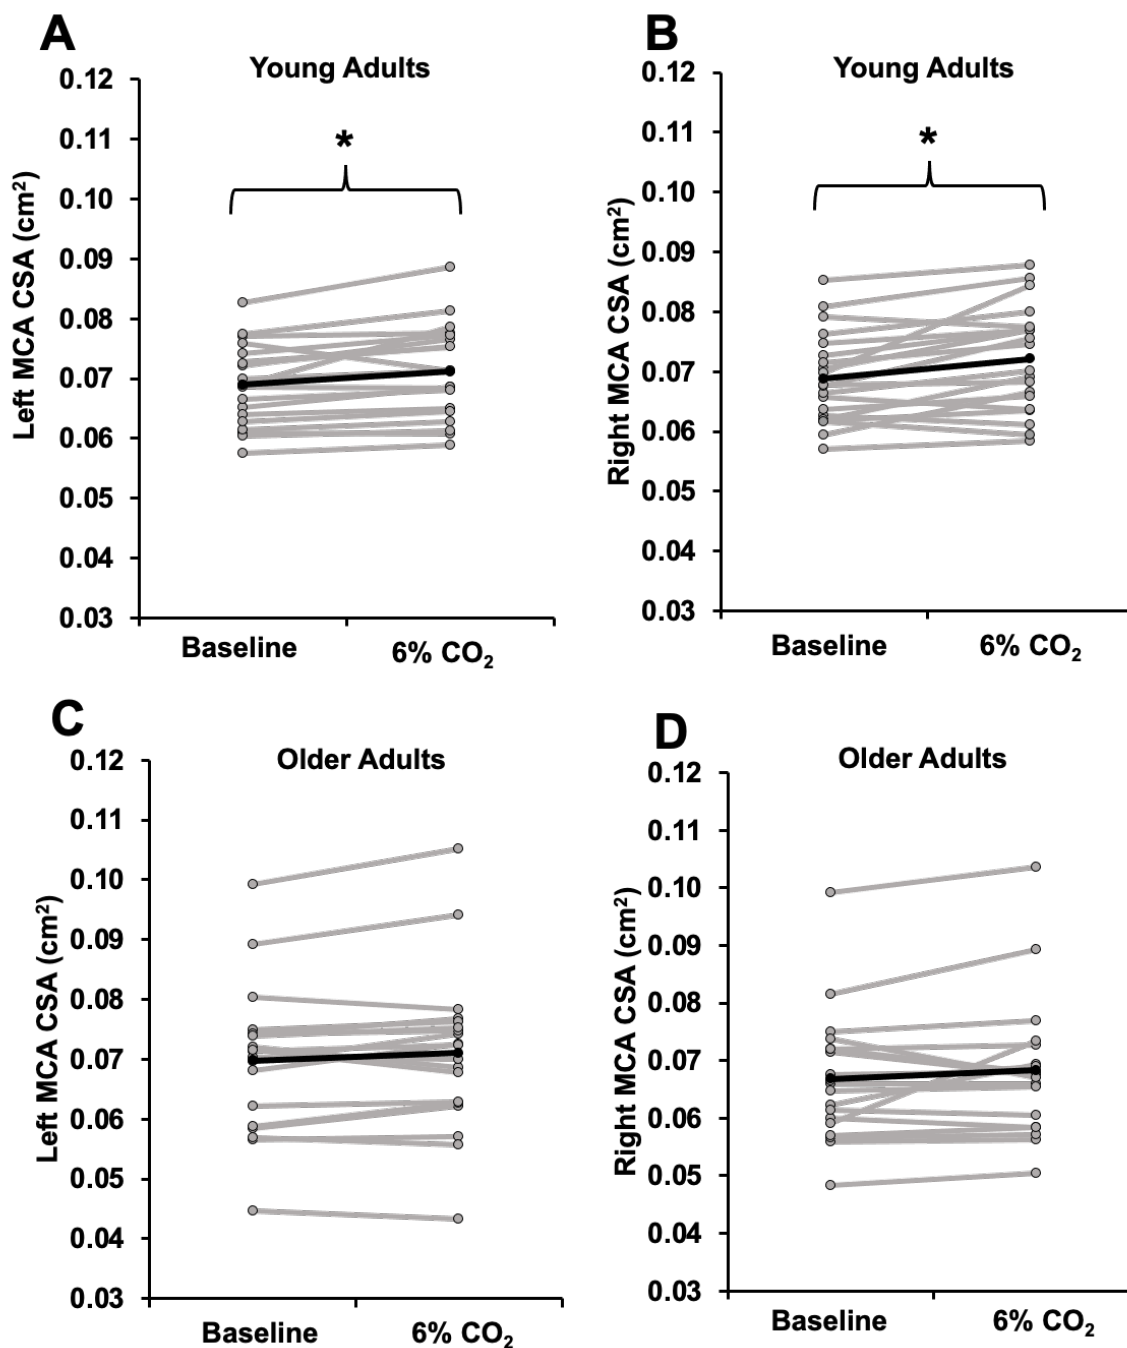 A
Young Adults
*
Left MCA CSA (cm²)
0.12
0.11
0.10
0.09
0.08
0.07
0.06
0.05
0.04
0.03
Baseline
6% CO₂
B
Young Adults
*
Right MCA CSA (cm²)
0.12
0.11
0.10
0.09
0.08
0.07
0.06
0.05
0.04
0.03
Baseline
6% CO₂
C
Older Adults
Left MCA CSA (cm²)
0.12
0.11
0.10
0.09
0.08
0.07
0.06
0.05
0.04
0.03
Baseline
6% CO₂
D
Older Adults
Right MCA CSA (cm²)
0.12
0.11
0.10
0.09
0.08
0.07
0.06
0.05
0.04
0.03
Baseline
6% CO₂